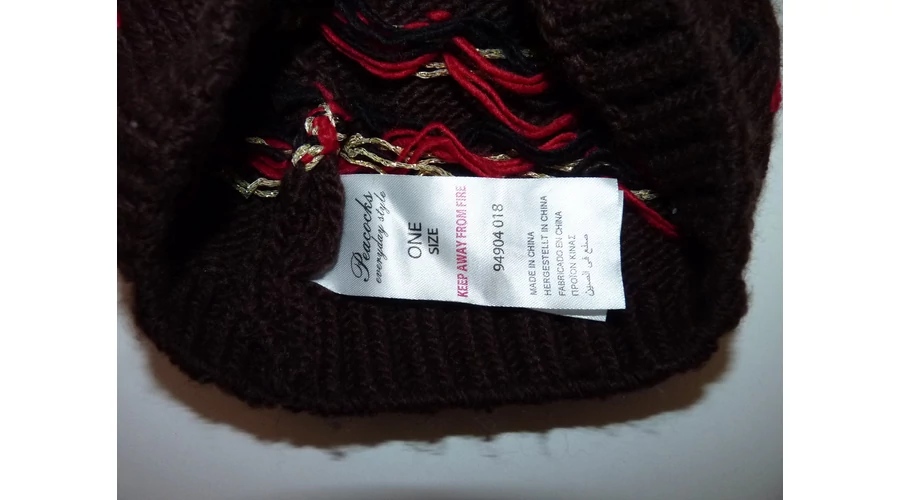 Peacocks
everyday style
ONE
SIZE
KEEP AWAY FROM FIRE
94904 018
MADE IN CHINA
HERGESTELLT IN CHINA
FABRICADO EN CHINA
ΠΡΟΪΟΝ ΚΙΝΑΣ
صنع في الصين